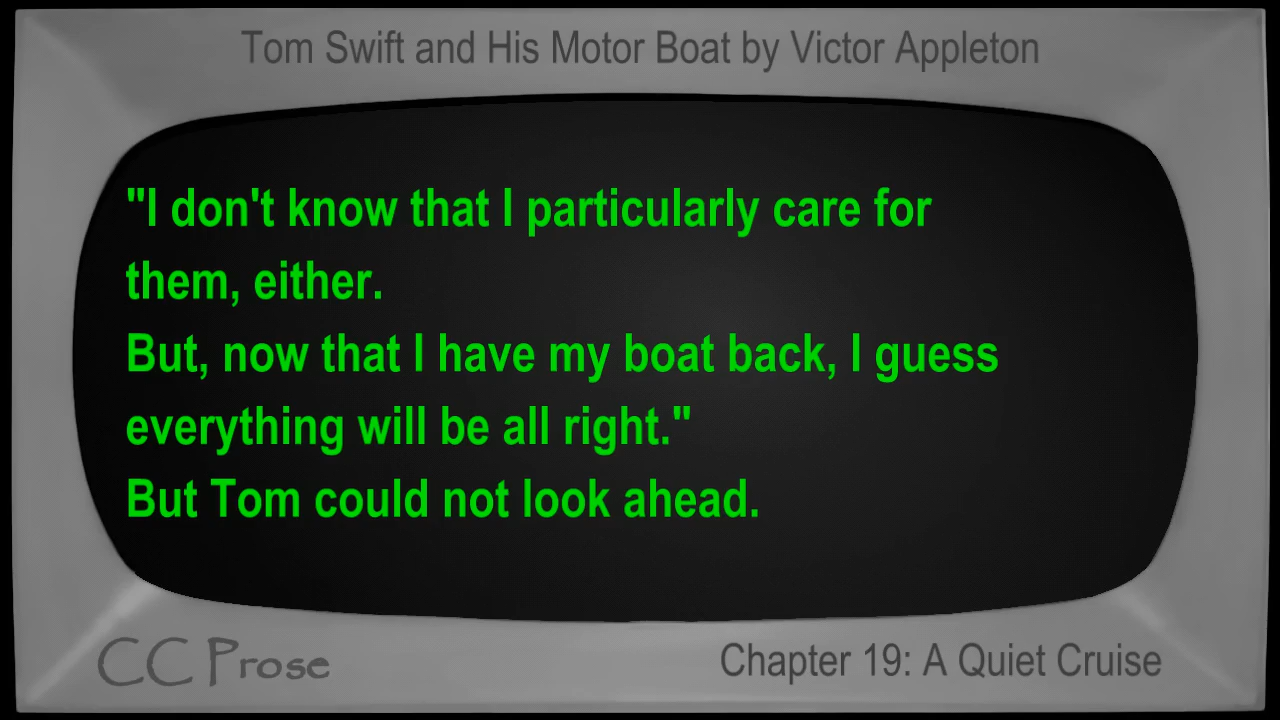 Tom Swift and His Motor Boat by Victor Appleton
"I don't know that I particularly care for
them, either.
But, now that I have my boat back, I guess
everything will be all right."
But Tom could not look ahead.
CC Prose
Chapter 19: A Quiet Cruise